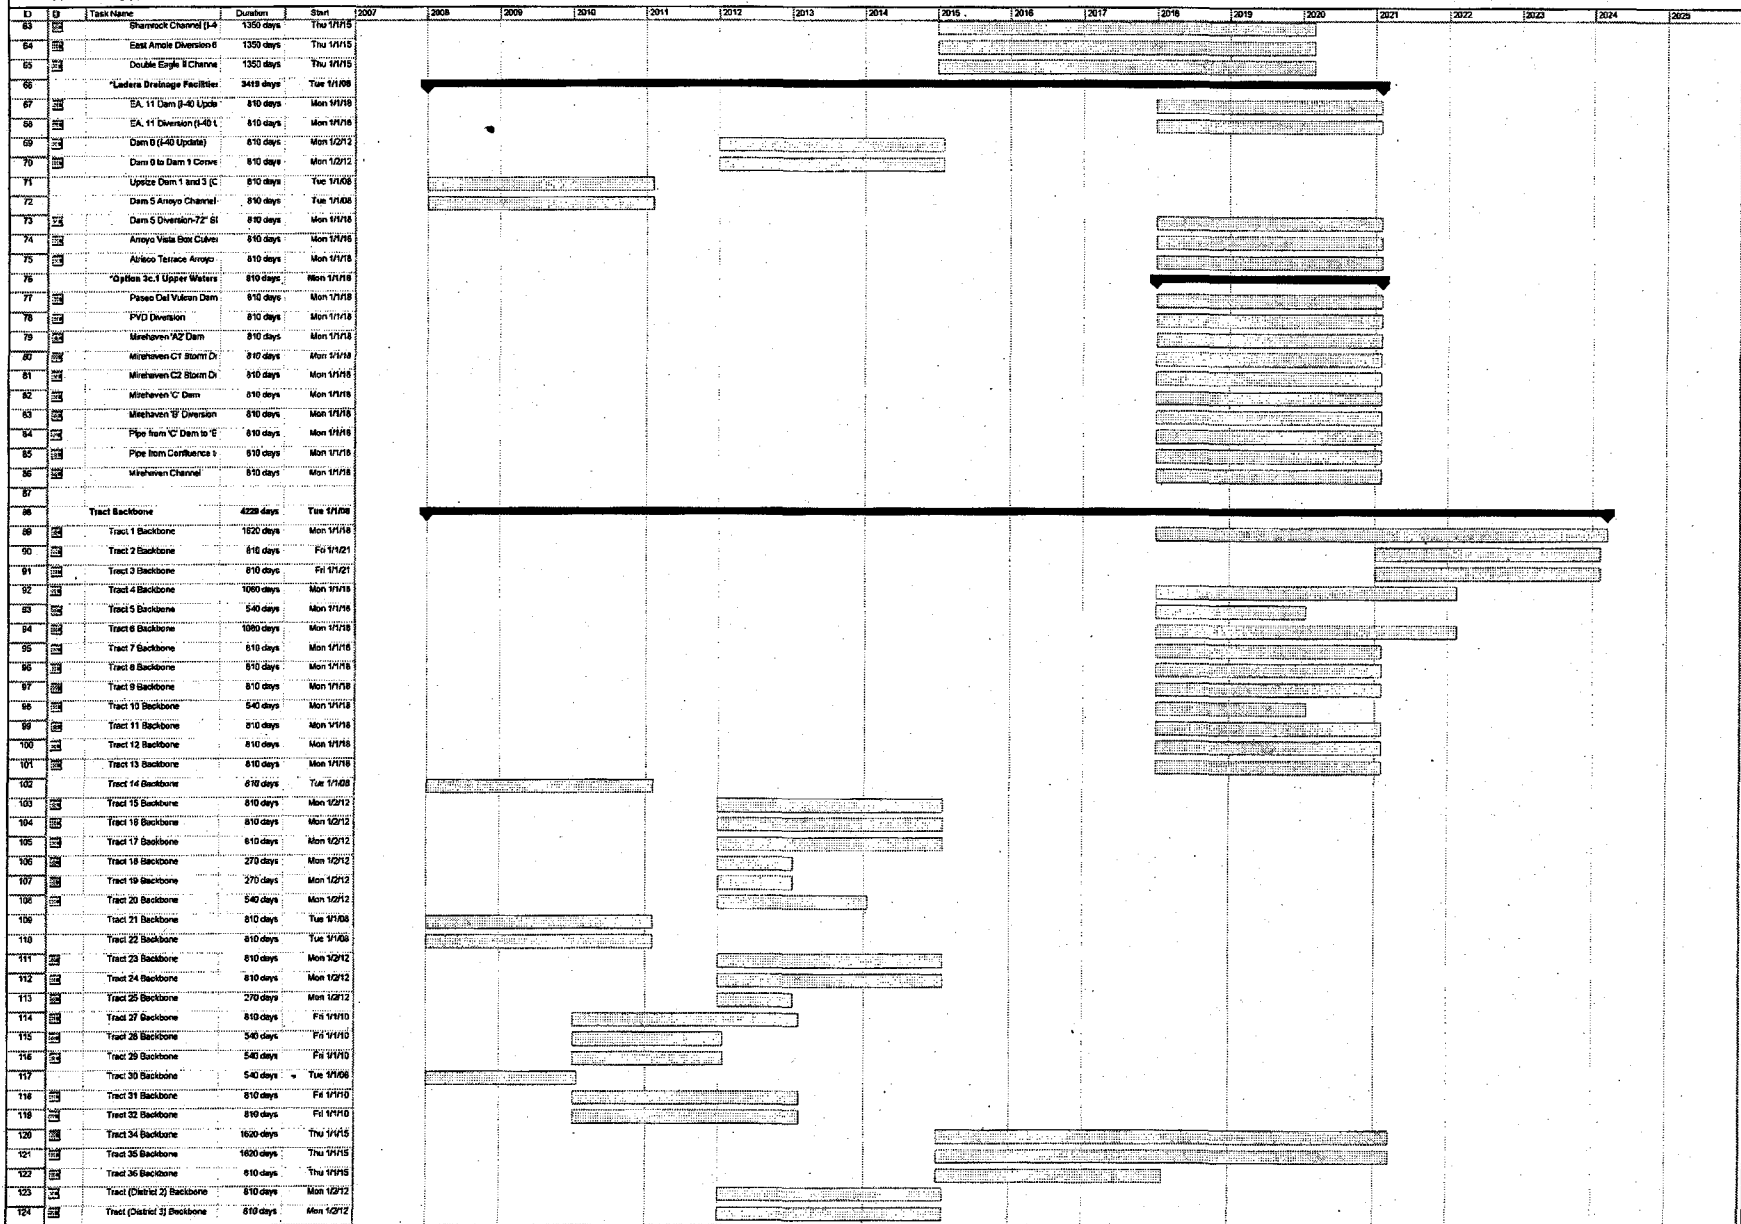 ID Task Name Duration Start 2007 2008 2009 2010 2011 2012 2013 2014 2015 2016 2017 2018 2019 2020 2021 2022 2023 2024 2025
63 Shamrock Channel (I-4 1350 days Thu 1/1/15
64 East Amole Diversion 6 1350 days Thu 1/1/15
65 Double Eagle II Channe 1350 days Thu 1/1/15
66 *Ladera Drainage Facilities 3419 days Tue 1/1/08
67 EA. 11 Dam (I-40 Upda 810 days Mon 1/1/18
68 EA. 11 Diversion (I-40 U 810 days Mon 1/1/18
69 Dam 0 (I-40 Update) 810 days Mon 1/2/12
70 Dam 0 to Dam 1 Conve 810 days Mon 1/2/12
71 Upsize Dam 1 and 3 (C 810 days Tue 1/1/08
72 Dam 5 Arroyo Channel 810 days Tue 1/1/08
73 Dam 5 Diversion-72" St 810 days Mon 1/1/18
74 Arroyo Vista Box Culver 810 days Mon 1/1/18
75 Atrisco Terrace Arroyo 810 days Mon 1/1/18
76 *Option 3c.1 Upper Waters 810 days Mon 1/1/18
77 Paseo Del Vulcan Dam 810 days Mon 1/1/18
78 PVD Diversion 810 days Mon 1/1/18
79 Mirehaven 'A2' Dam 810 days Mon 1/1/18
80 Mirehaven C1 Storm Dr 810 days Mon 1/1/18
81 Mirehaven C2 Storm Dr 810 days Mon 1/1/18
82 Mirehaven 'C' Dam 810 days Mon 1/1/18
83 Mirehaven 'B' Diversion 810 days Mon 1/1/18
84 Pipe from 'C' Dam to 'E 810 days Mon 1/1/18
85 Pipe from Confluence t 810 days Mon 1/1/18
86 Mirehaven Channel 810 days Mon 1/1/18
87
88 Tract Backbone 4229 days Tue 1/1/08
89 Tract 1 Backbone 1620 days Mon 1/1/18
90 Tract 2 Backbone 810 days Fri 1/1/21
91 Tract 3 Backbone 810 days Fri 1/1/21
92 Tract 4 Backbone 1080 days Mon 1/1/18
93 Tract 5 Backbone 540 days Mon 1/1/18
94 Tract 6 Backbone 1080 days Mon 1/1/18
95 Tract 7 Backbone 810 days Mon 1/1/18
96 Tract 8 Backbone 810 days Mon 1/1/18
97 Tract 9 Backbone 810 days Mon 1/1/18
98 Tract 10 Backbone 540 days Mon 1/1/18
99 Tract 11 Backbone 810 days Mon 1/1/18
100 Tract 12 Backbone 810 days Mon 1/1/18
101 Tract 13 Backbone 810 days Mon 1/1/18
102 Tract 14 Backbone 810 days Tue 1/1/08
103 Tract 15 Backbone 810 days Mon 1/2/12
104 Tract 16 Backbone 810 days Mon 1/2/12
105 Tract 17 Backbone 810 days Mon 1/2/12
106 Tract 18 Backbone 270 days Mon 1/2/12
107 Tract 19 Backbone 270 days Mon 1/2/12
108 Tract 20 Backbone 540 days Mon 1/2/12
109 Tract 21 Backbone 810 days Tue 1/1/08
110 Tract 22 Backbone 810 days Tue 1/1/08
111 Tract 23 Backbone 810 days Mon 1/2/12
112 Tract 24 Backbone 810 days Mon 1/2/12
113 Tract 25 Backbone 270 days Mon 1/2/12
114 Tract 27 Backbone 810 days Fri 1/1/10
115 Tract 28 Backbone 540 days Fri 1/1/10
116 Tract 29 Backbone 540 days Fri 1/1/10
117 Tract 30 Backbone 540 days Tue 1/1/08
118 Tract 31 Backbone 810 days Fri 1/1/10
119 Tract 32 Backbone 810 days Fri 1/1/10
120 Tract 34 Backbone 1620 days Thu 1/1/15
121 Tract 35 Backbone 1620 days Thu 1/1/15
122 Tract 36 Backbone 810 days Thu 1/1/15
123 Tract (District 2) Backbone 810 days Mon 1/2/12
124 Tract (District 3) Backbone 810 days Mon 1/2/12